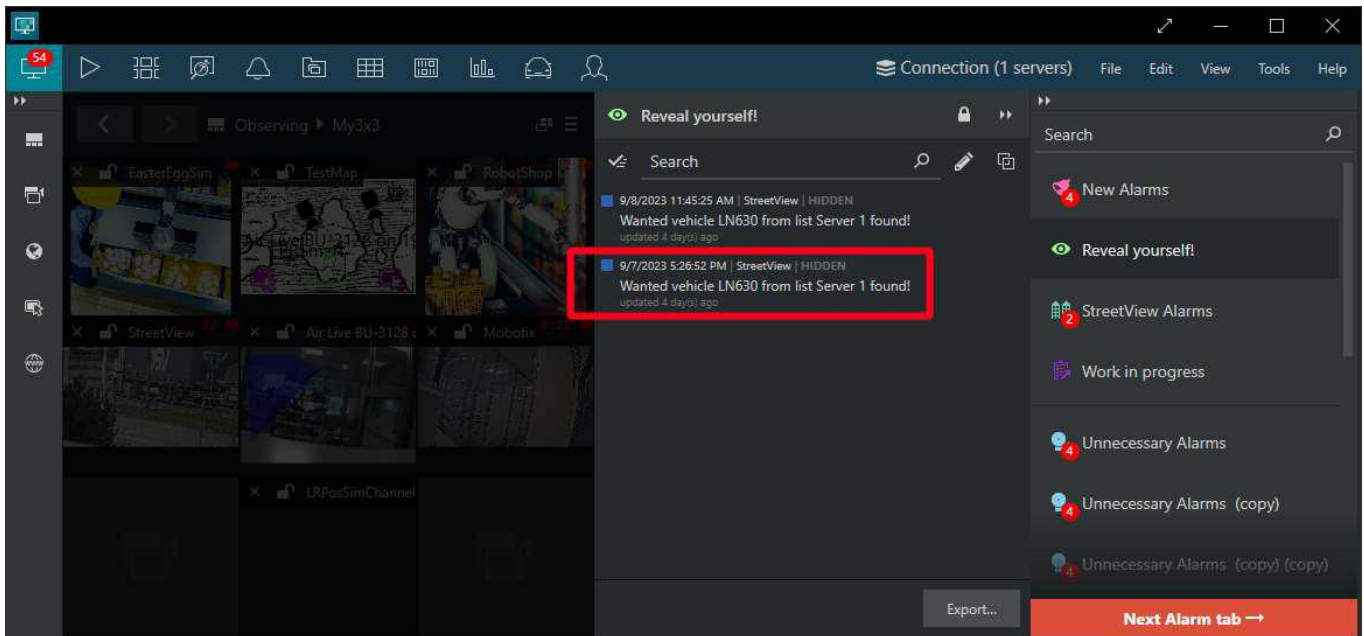 54
Connection (1 servers)
File
Edit
View
Tools
Help
Observing
My3x3
EasterEggSim
TestMap
RobotShop
StreetView
Air Live BU-3128
Mobotix
LRPosSimChannel
Reveal yourself!
Search
9/8/2023 11:45:25 AM | StreetView | HIDDEN
Wanted vehicle LN630 from list Server 1 found!
updated 4 day(s) ago
9/7/2023 5:26:52 PM | StreetView | HIDDEN
Wanted vehicle LN630 from list Server 1 found!
updated 4 day(s) ago
Export...
Search
4
New Alarms
Reveal yourself!
2
StreetView Alarms
Work in progress
4
Unnecessary Alarms
4
Unnecessary Alarms (copy)
4
Unnecessary Alarms (copy) (copy)
Next Alarm tab →